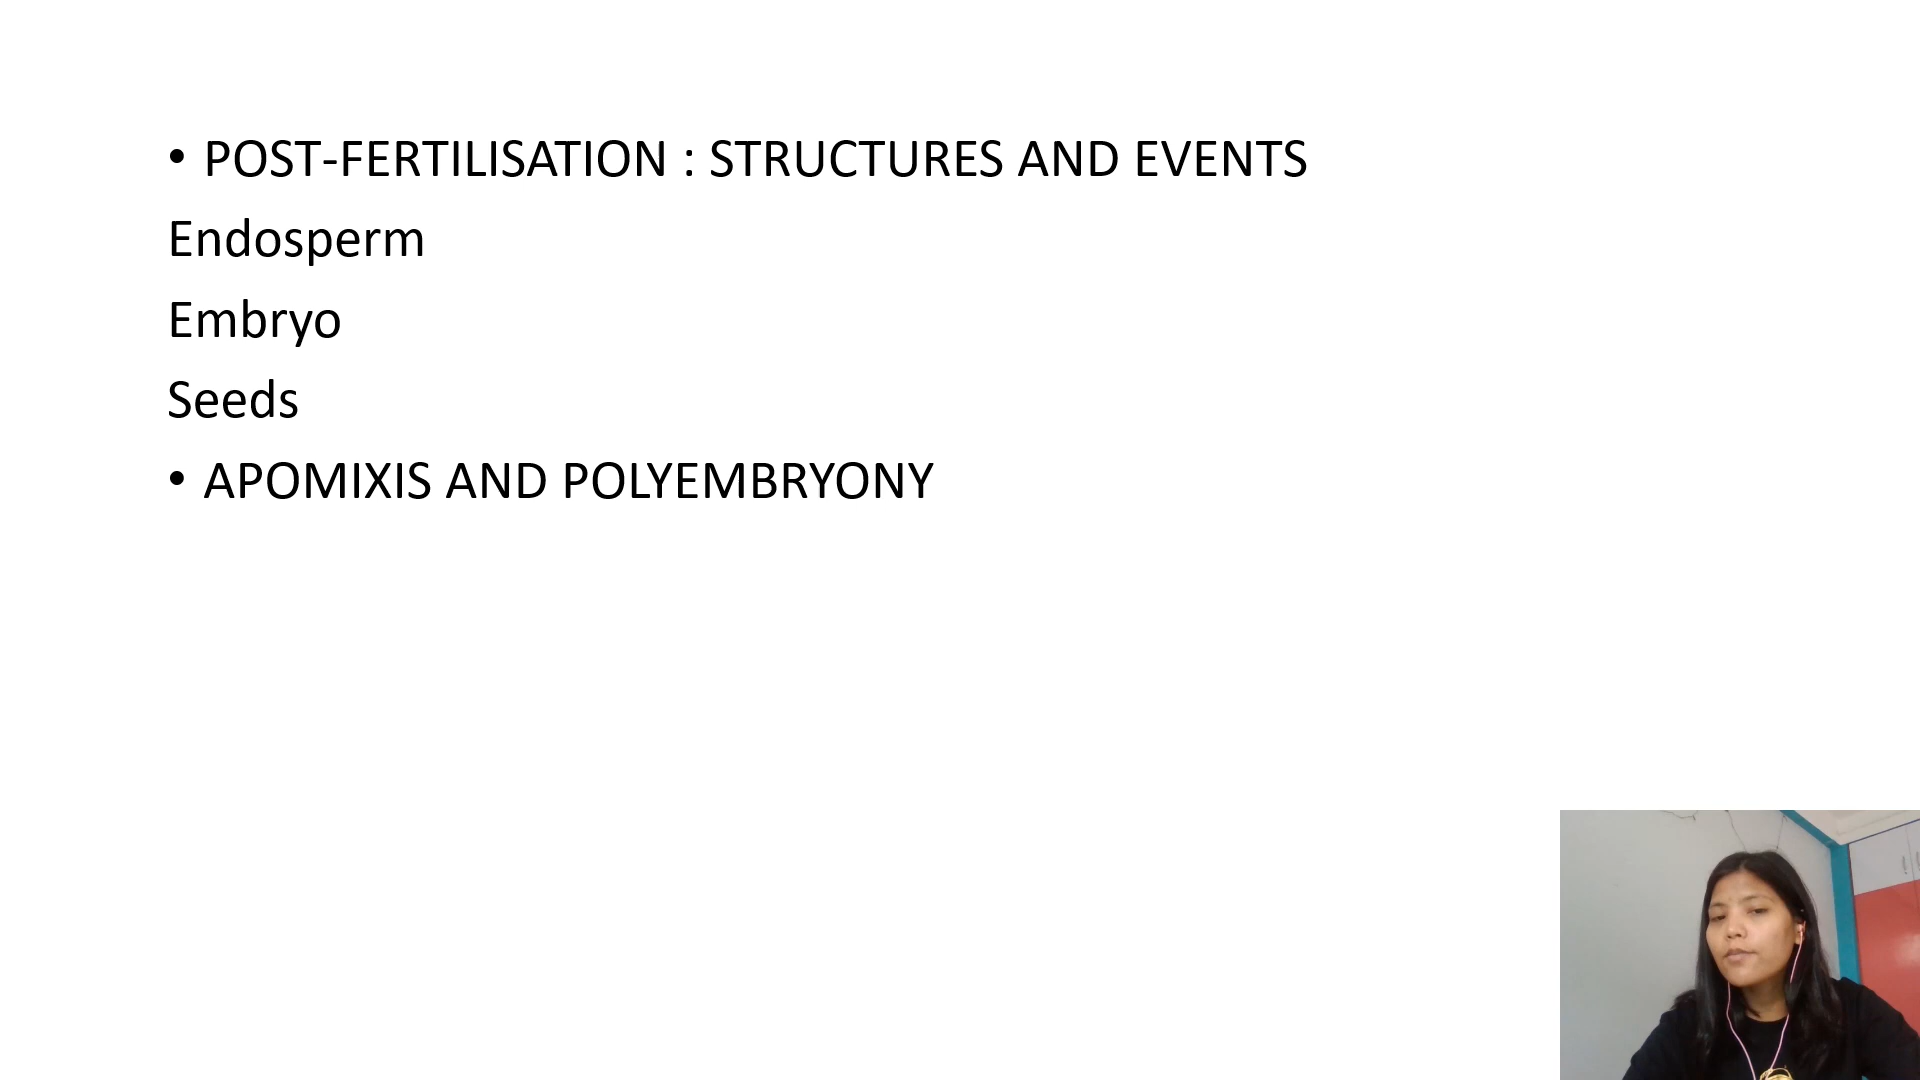 • POST-FERTILISATION : STRUCTURES AND EVENTS
Endosperm
Embryo
Seeds
• APOMIXIS AND POLYEMBRYONY